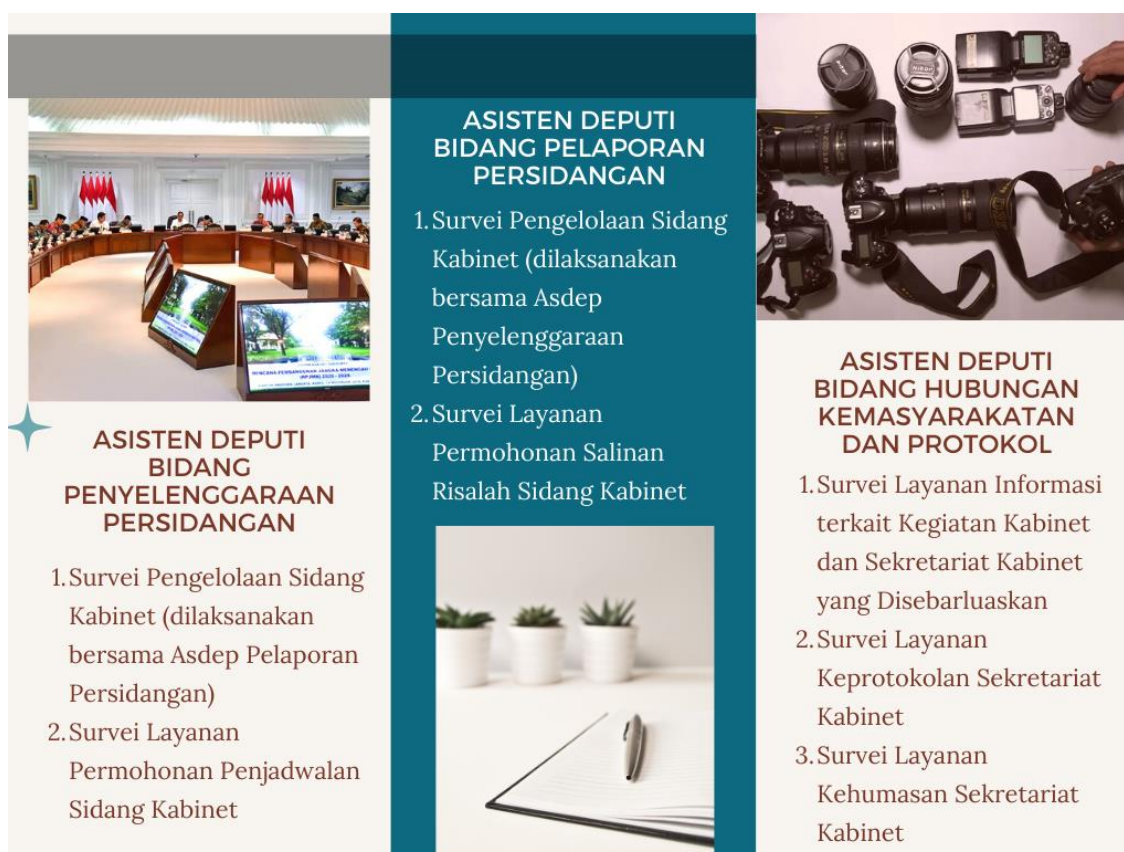 ASISTEN DEPUTI
BIDANG
PENYELENGGARAAN
PERSIDANGAN
1. Survei Pengelolaan Sidang
Kabinet (dilaksanakan
bersama Asdep Pelaporan
Persidangan)
2. Survei Layanan
Permohonan Penjadwalan
Sidang Kabinet
ASISTEN DEPUTI
BIDANG PELAPORAN
PERSIDANGAN
1. Survei Pengelolaan Sidang
Kabinet (dilaksanakan
bersama Asdep
Penyelenggaraan
Persidangan)
2. Survei Layanan
Permohonan Salinan
Risalah Sidang Kabinet
NIKON
ASISTEN DEPUTI
BIDANG HUBUNGAN
KEMASYARAKATAN
DAN PROTOKOL
1. Survei Layanan Informasi
terkait Kegiatan Kabinet
dan Sekretariat Kabinet
yang Disebarluaskan
2. Survei Layanan
Keprotokolan Sekretariat
Kabinet
3. Survei Layanan
Kehumasan Sekretariat
Kabinet